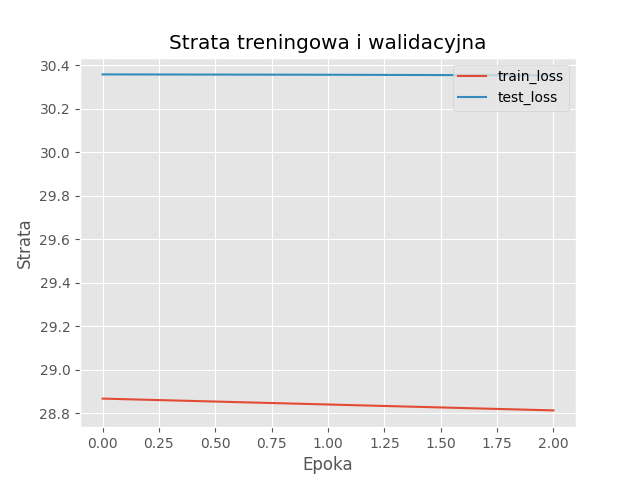 Strata treningowa i walidacyjna
30.4
30.2
30.0
29.8
29.6
29.4
29.2
29.0
28.8
Strata
train_loss
test_loss
0.00 0.25 0.50 0.75 1.00 1.25 1.50 1.75 2.00
Epoka